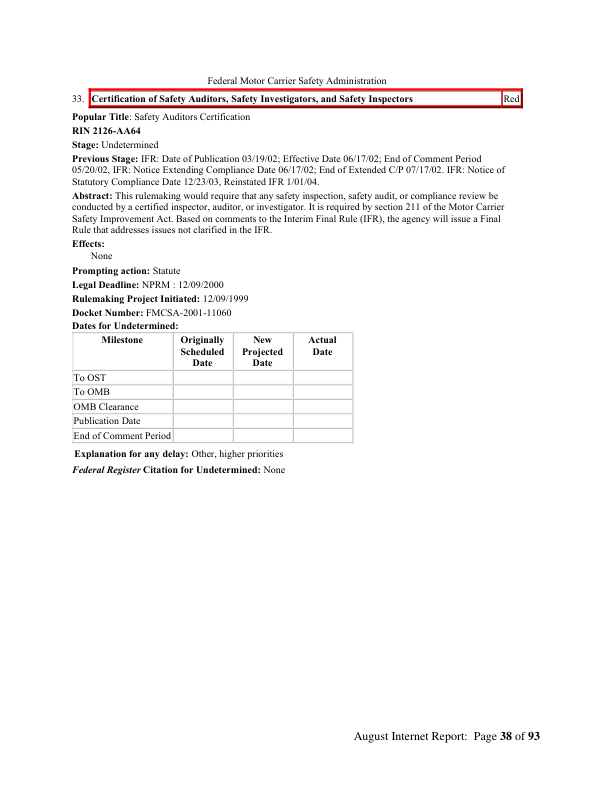 Federal Motor Carrier Safety Administration
33. Certification of Safety Auditors, Safety Investigators, and Safety Inspectors Red
Popular Title: Safety Auditors Certification
RIN 2126-AA64
Stage: Undetermined
Previous Stage: IFR: Date of Publication 03/19/02; Effective Date 06/17/02; End of Comment Period
05/20/02, IFR: Notice Extending Compliance Date 06/17/02; End of Extended C/P 07/17/02. IFR: Notice of
Statutory Compliance Date 12/23/03, Reinstated IFR 1/01/04.
Abstract: This rulemaking would require that any safety inspection, safety audit, or compliance review be
conducted by a certified inspector, auditor, or investigator. It is required by section 211 of the Motor Carrier
Safety Improvement Act. Based on comments to the Interim Final Rule (IFR), the agency will issue a Final
Rule that addresses issues not clarified in the IFR.
Effects:
None
Prompting action: Statute
Legal Deadline: NPRM : 12/09/2000
Rulemaking Project Initiated: 12/09/1999
Docket Number: FMCSA-2001-11060
Dates for Undetermined:
Milestone Originally New Actual
Scheduled Projected Date
Date Date
To OST
To OMB
OMB Clearance
Publication Date
End of Comment Period
Explanation for any delay: Other, higher priorities
Federal Register Citation for Undetermined: None
August Internet Report: Page 38 of 93